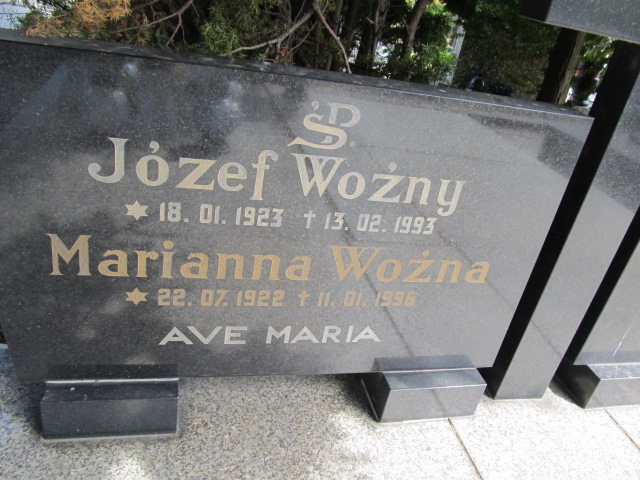 ŚP.
Józef Woźny
✶ 18. 01. 1923 † 13. 02. 1993
Marianna Woźna
✶ 22. 07. 1922 † 11. 01. 1996
AVE MARIA